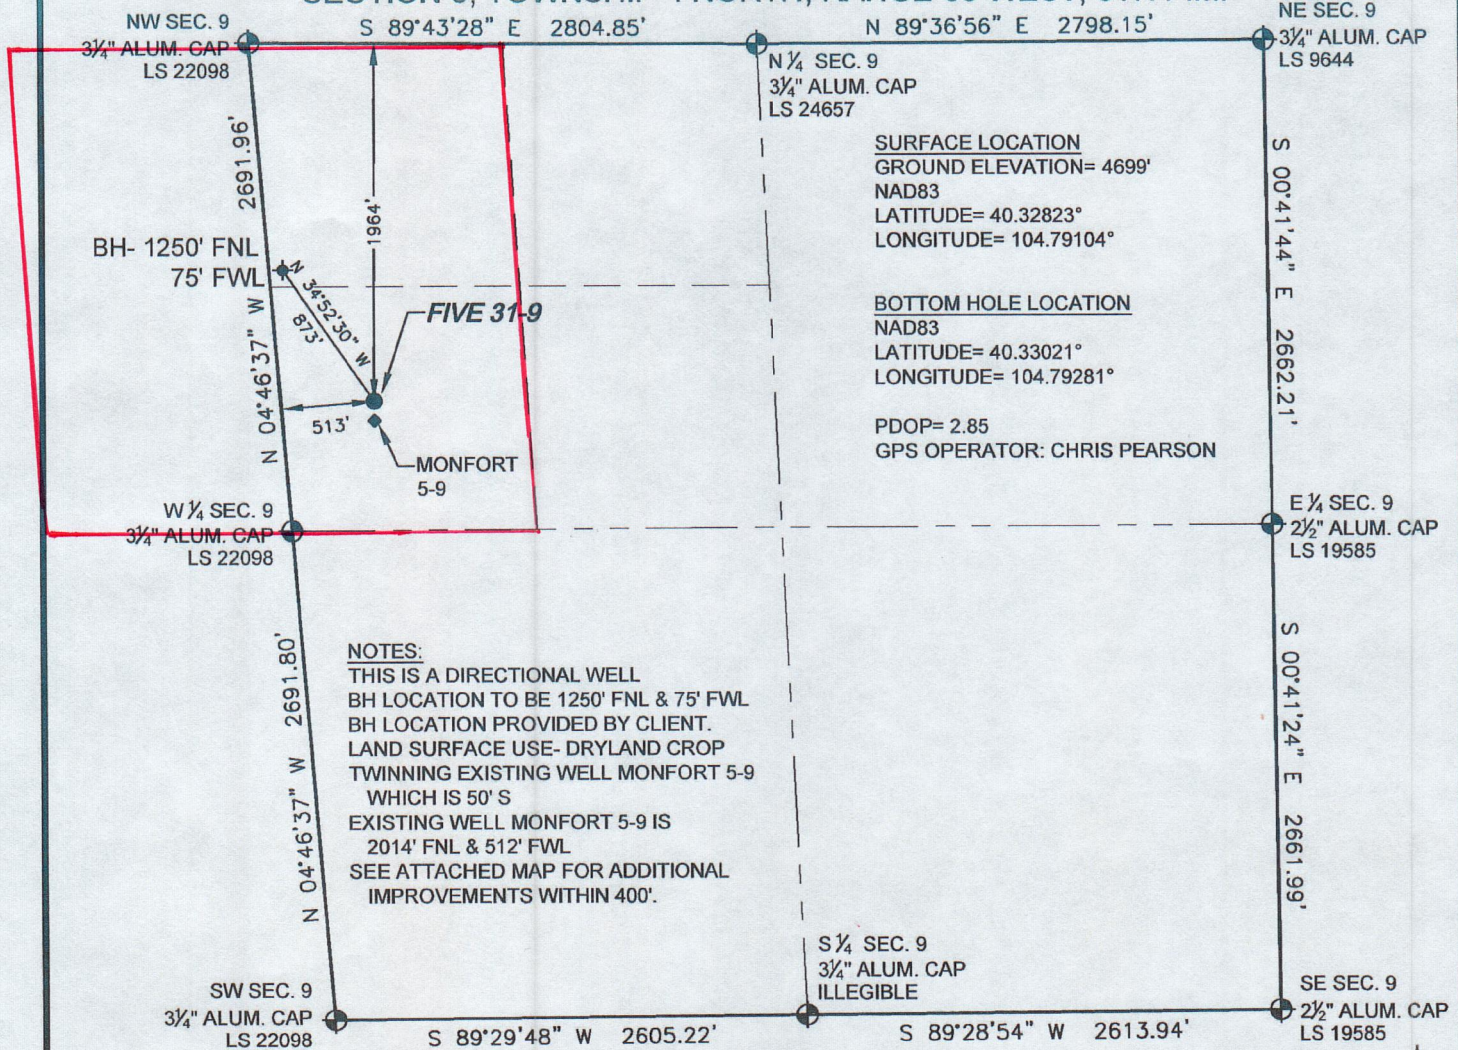 NW SEC. 9
3¼" ALUM. CAP
LS 22098
S 89°43'28" E 2804.85'
N 89°36'56" E 2798.15'
NE SEC. 9
3¼" ALUM. CAP
LS 9644
N ¼ SEC. 9
3¼" ALUM. CAP
LS 24657
SURFACE LOCATION
GROUND ELEVATION= 4699'
NAD83
LATITUDE= 40.32823°
LONGITUDE= 104.79104°
BOTTOM HOLE LOCATION
NAD83
LATITUDE= 40.33021°
LONGITUDE= 104.79281°
PDOP= 2.85
GPS OPERATOR: CHRIS PEARSON
N 04°46'37" W 2691.96'
1964'
BH- 1250' FNL
75' FWL
N 34°52'30" W
873'
FIVE 31-9
513'
MONFORT
5-9
S 00°41'44" E 2662.21'
W ¼ SEC. 9
3¼" ALUM. CAP
LS 22098
E ¼ SEC. 9
2½" ALUM. CAP
LS 19585
N 04°46'37" W 2691.80'
NOTES:
THIS IS A DIRECTIONAL WELL
BH LOCATION TO BE 1250' FNL & 75' FWL
BH LOCATION PROVIDED BY CLIENT.
LAND SURFACE USE- DRYLAND CROP
TWINNING EXISTING WELL MONFORT 5-9
WHICH IS 50' S
EXISTING WELL MONFORT 5-9 IS
2014' FNL & 512' FWL
SEE ATTACHED MAP FOR ADDITIONAL
IMPROVEMENTS WITHIN 400'.
S 00°41'24" E 2661.99'
S ¼ SEC. 9
3¼" ALUM. CAP
ILLEGIBLE
SW SEC. 9
3¼" ALUM. CAP
LS 22098
S 89°29'48" W 2605.22'
S 89°28'54" W 2613.94'
SE SEC. 9
2½" ALUM. CAP
LS 19585